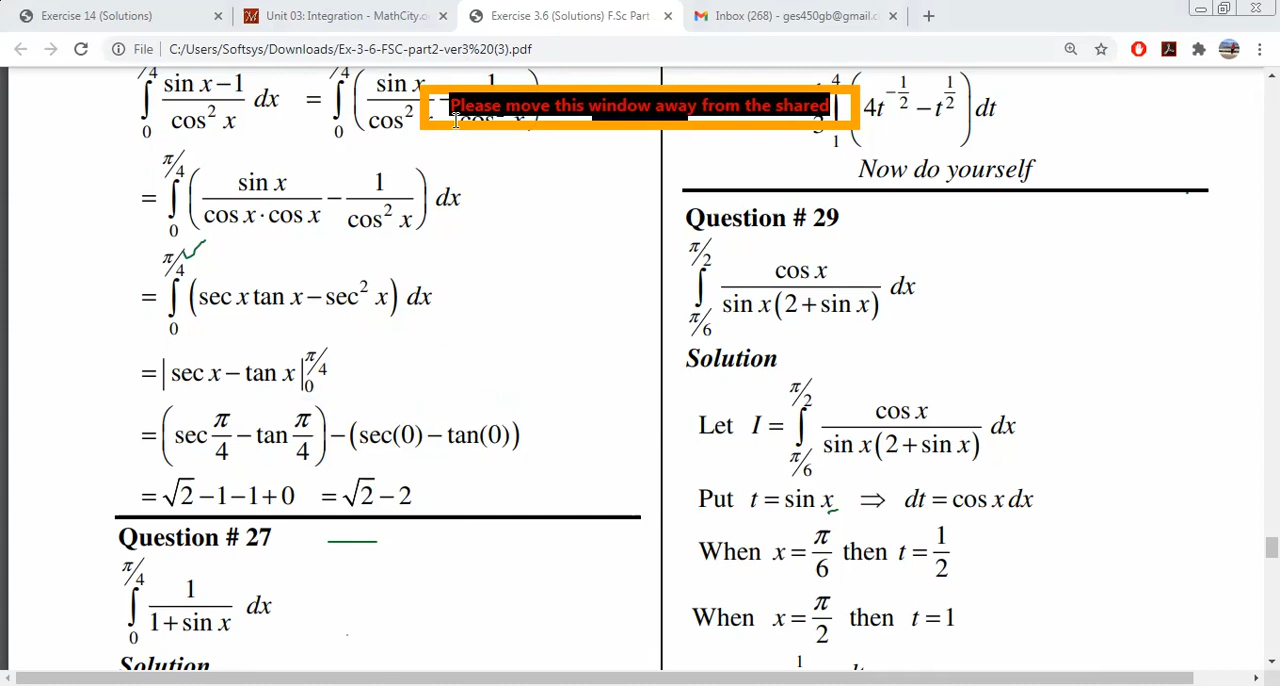 Exercise 14 (Solutions)
Unit 03: Integration - MathCity.o
Exercise 3.6 (Solutions) F.Sc Part
Inbox (268) - ges450gb@gmail.c
File
C:/Users/Softsys/Downloads/Ex-3-6-FSC-part2-ver3%20(3).pdf
Please move this window away from the shared
∫₀^{π/4} (sin x − 1)/(cos² x) dx = ∫₀^{π/4} (sin x/cos²
= ∫₀^{π/4} (sin x/(cos x · cos x) − 1/(cos² x)) dx
= ∫₀^{π/4} (sec x tan x − sec² x) dx
= | sec x − tan x |₀^{π/4}
= (sec π/4 − tan π/4) − (sec(0) − tan(0))
= √2 − 1 − 1 + 0 = √2 − 2
Question # 27
∫₀^{π/4} 1/(1 + sin x) dx
Solution
(4t^{−1/2} − t^{1/2}) dt
Now do yourself
Question # 29
∫_{π/6}^{π/2} cos x/(sin x(2 + sin x)) dx
Solution
Let I = ∫_{π/6}^{π/2} cos x/(sin x(2 + sin x)) dx
Put t = sin x ⇒ dt = cos x dx
When x = π/6 then t = 1/2
When x = π/2 then t = 1